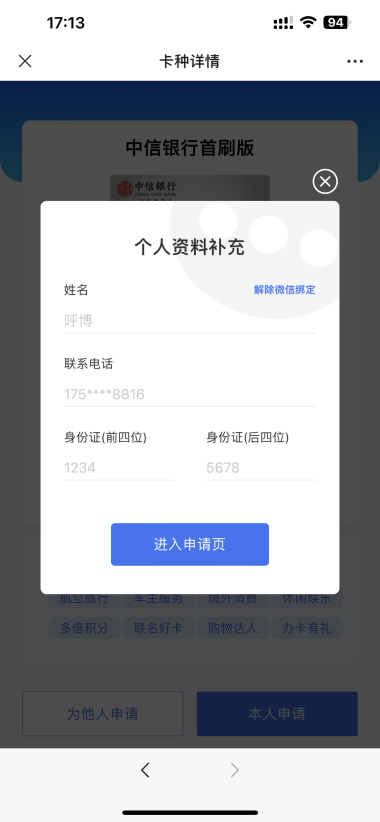 17:13
94
卡种详情
中信银行首刷版
中信银行
CHINA CITIC BANK
个人资料补充
姓名
解除微信绑定
呼博
联系电话
175****8816
身份证(前四位)
身份证(后四位)
1234
5678
进入申请页
航空旅行
车主服务
境外消费
休闲娱乐
多倍积分
联名好卡
购物达人
办卡有礼
为他人申请
本人申请